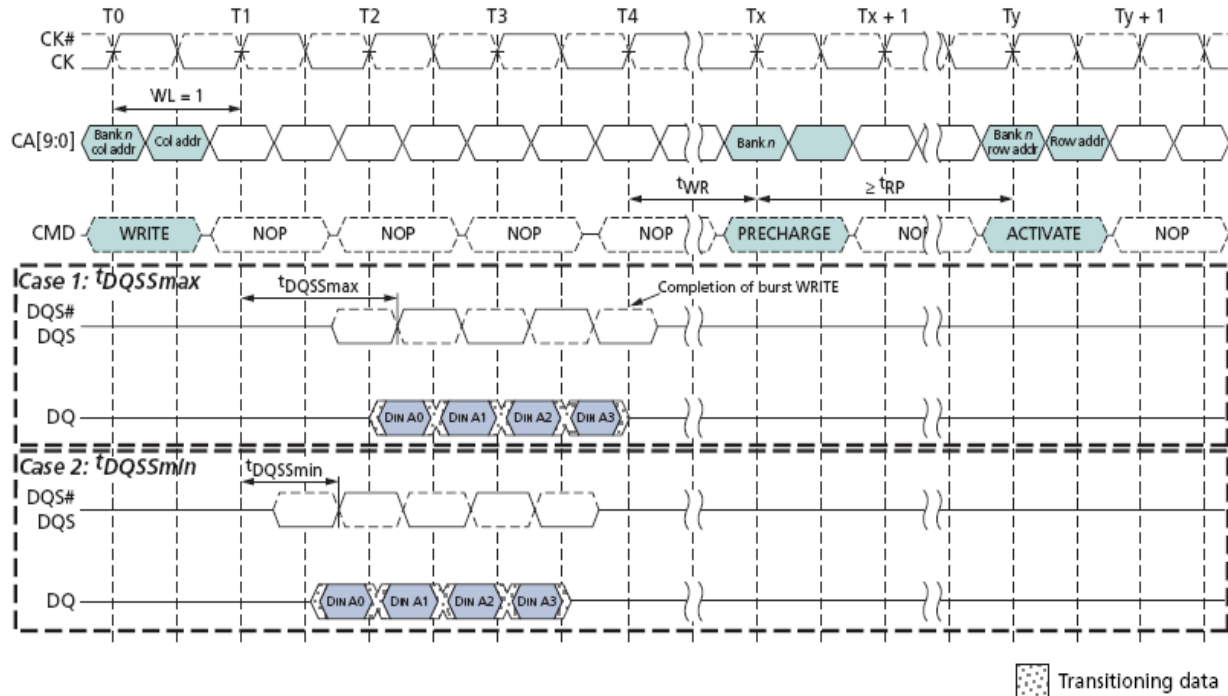 T0 T1 T2 T3 T4 Tx Tx + 1 Ty Ty + 1
CK#
CK
WL = 1
CA[9:0] Bank n col addr Col addr Bank n Bank n row addr Row addr
tWR ≥ tRP
CMD WRITE NOP NOP NOP NOP PRECHARGE NOP ACTIVATE NOP
Case 1: tDQSSmax
tDQSSmax
Completion of burst WRITE
DQS#
DQS
DQ DIN A0 DIN A1 DIN A2 DIN A3
Case 2: tDQSSmin
tDQSSmin
DQS#
DQS
DQ DIN A0 DIN A1 DIN A2 DIN A3
Transitioning data